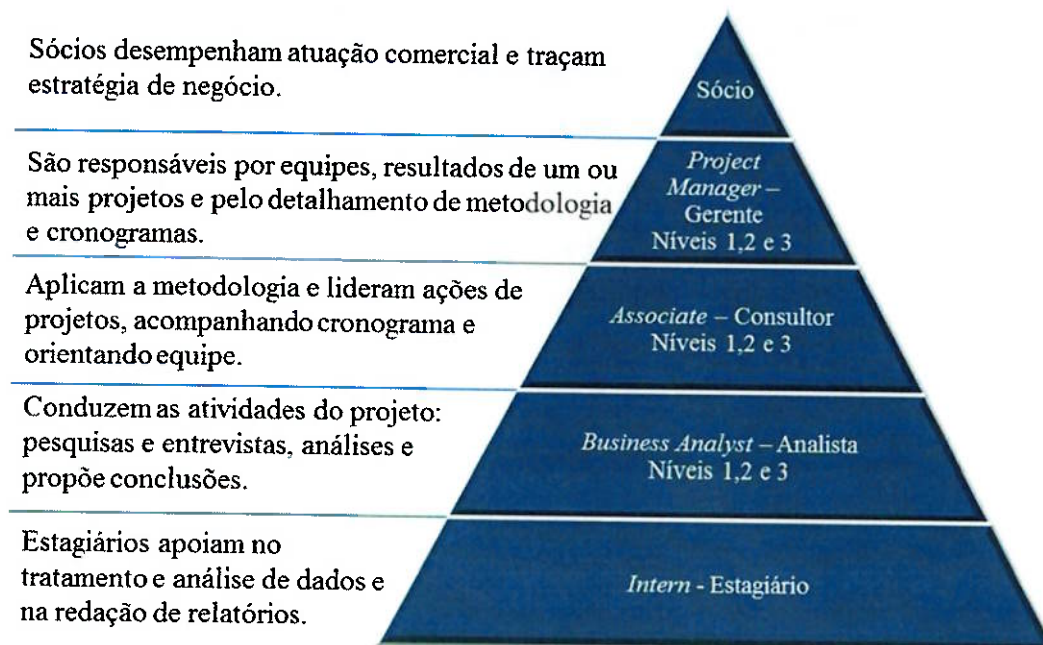 Sócios desempenham atuação comercial e traçam
estratégia de negócio.
Sócio
São responsáveis por equipes, resultados de um ou
mais projetos e pelo detalhamento de metodologia
e cronogramas.
Project
Manager –
Gerente
Níveis 1,2 e 3
Aplicam a metodologia e lideram ações de
projetos, acompanhando cronograma e
orientando equipe.
Associate – Consultor
Níveis 1,2 e 3
Conduzem as atividades do projeto:
pesquisas e entrevistas, análises e
propõe conclusões.
Business Analyst – Analista
Níveis 1,2 e 3
Estagiários apoiam no
tratamento e análise de dados e
na redação de relatórios.
Intern - Estagiário